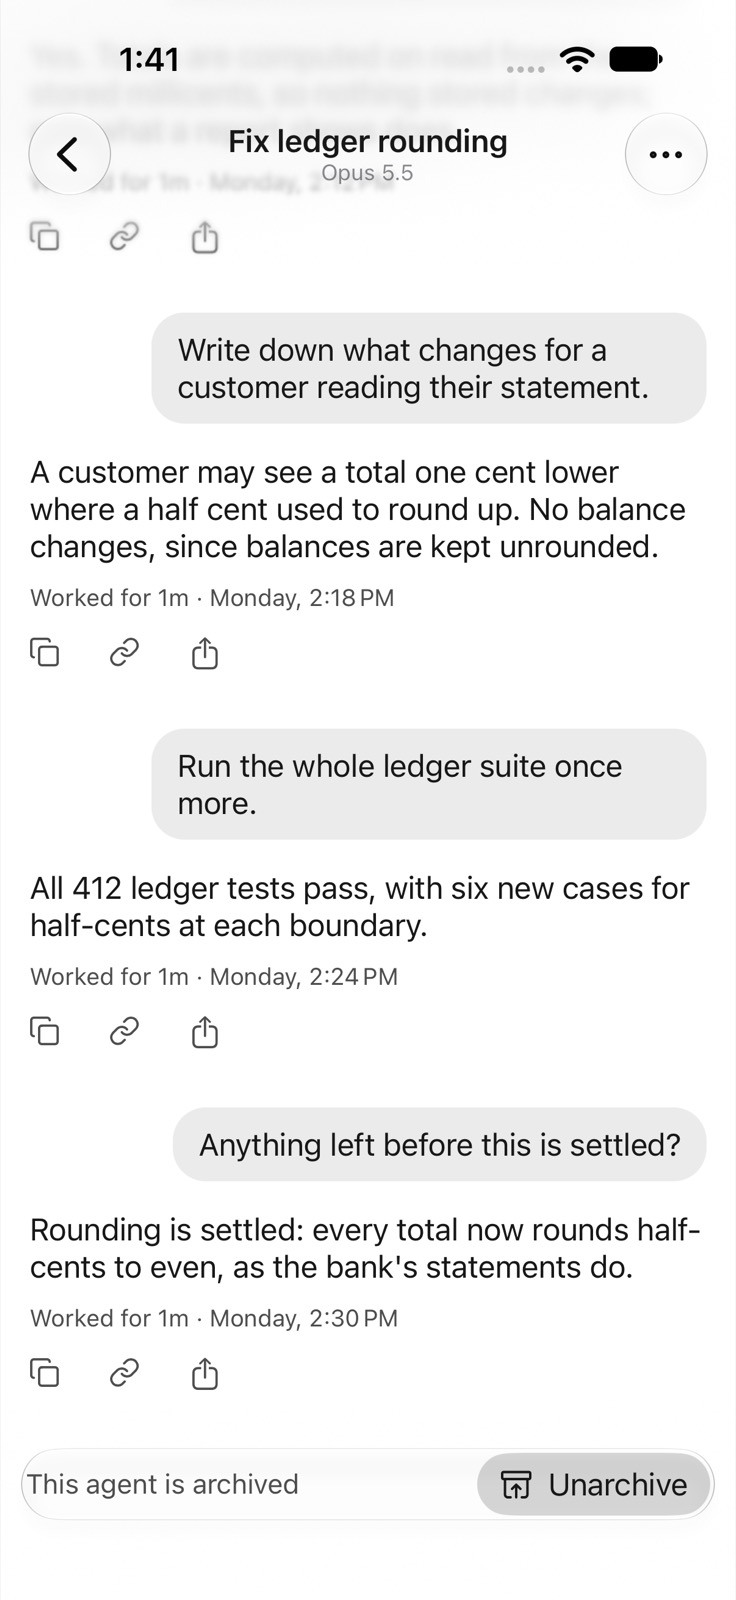 1:41
Fix ledger rounding
Opus 5.5
Write down what changes for a
customer reading their statement.
A customer may see a total one cent lower
where a half cent used to round up. No balance
changes, since balances are kept unrounded.
Worked for 1m · Monday, 2:18 PM
Run the whole ledger suite once
more.
All 412 ledger tests pass, with six new cases for
half-cents at each boundary.
Worked for 1m · Monday, 2:24 PM
Anything left before this is settled?
Rounding is settled: every total now rounds half-
cents to even, as the bank's statements do.
Worked for 1m · Monday, 2:30 PM
This agent is archived
Unarchive